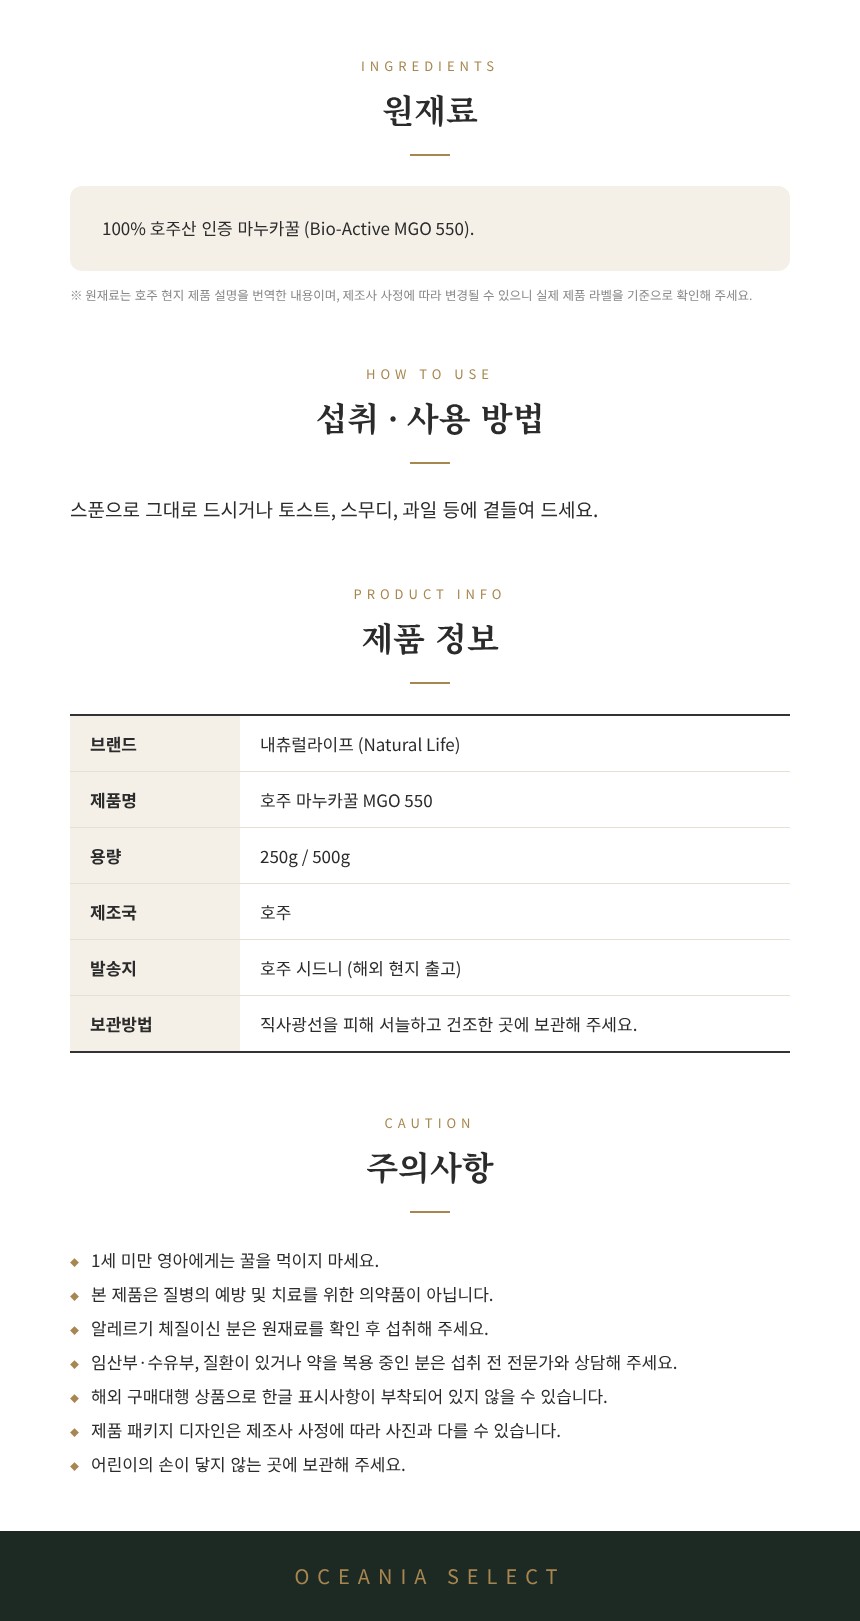 INGREDIENTS
원재료
100% 호주산 인증 마누카꿀 (Bio-Active MGO 550).
※ 원재료는 호주 현지 제품 설명을 번역한 내용이며, 제조사 사정에 따라 변경될 수 있으니 실제 제품 라벨을 기준으로 확인해 주세요.
HOW TO USE
섭취 · 사용 방법
스푼으로 그대로 드시거나 토스트, 스무디, 과일 등에 곁들여 드세요.
PRODUCT INFO
제품 정보
브랜드 내츄럴라이프 (Natural Life)
제품명 호주 마누카꿀 MGO 550
용량 250g / 500g
제조국 호주
발송지 호주 시드니 (해외 현지 출고)
보관방법 직사광선을 피해 서늘하고 건조한 곳에 보관해 주세요.
CAUTION
주의사항
◆ 1세 미만 영아에게는 꿀을 먹이지 마세요.
◆ 본 제품은 질병의 예방 및 치료를 위한 의약품이 아닙니다.
◆ 알레르기 체질이신 분은 원재료를 확인 후 섭취해 주세요.
◆ 임산부·수유부, 질환이 있거나 약을 복용 중인 분은 섭취 전 전문가와 상담해 주세요.
◆ 해외 구매대행 상품으로 한글 표시사항이 부착되어 있지 않을 수 있습니다.
◆ 제품 패키지 디자인은 제조사 사정에 따라 사진과 다를 수 있습니다.
◆ 어린이의 손이 닿지 않는 곳에 보관해 주세요.
OCEANIA SELECT